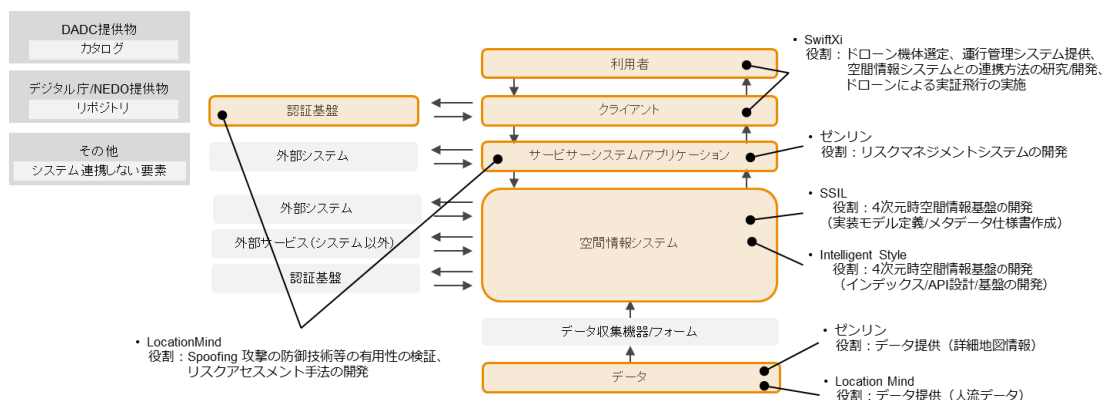 DADC提供物
カタログ
デジタル庁/NEDO提供物
リポジトリ
その他
システム連携しない要素
認証基盤
外部システム
外部システム
外部サービス(システム以外)
認証基盤
利用者
クライアント
サービサーシステム/アプリケーション
空間情報システム
データ収集機器/フォーム
データ
• SwiftXi
役割：ドローン機体選定、運行管理システム提供、
空間情報システムとの連携方法の研究/開発、
ドローンによる実証飛行の実施
• ゼンリン
役割：リスクマネジメントシステムの開発
• SSIL
役割：4次元時空間情報基盤の開発
（実装モデル定義/メタデータ仕様書作成）
• Intelligent Style
役割：4次元時空間情報基盤の開発
（インデックス/API設計/基盤の開発）
• ゼンリン
役割：データ提供（詳細地図情報）
• Location Mind
役割：データ提供（人流データ）
• LocationMind
役割：Spoofing 攻撃の防御技術等の有用性の検証、
リスクアセスメント手法の開発